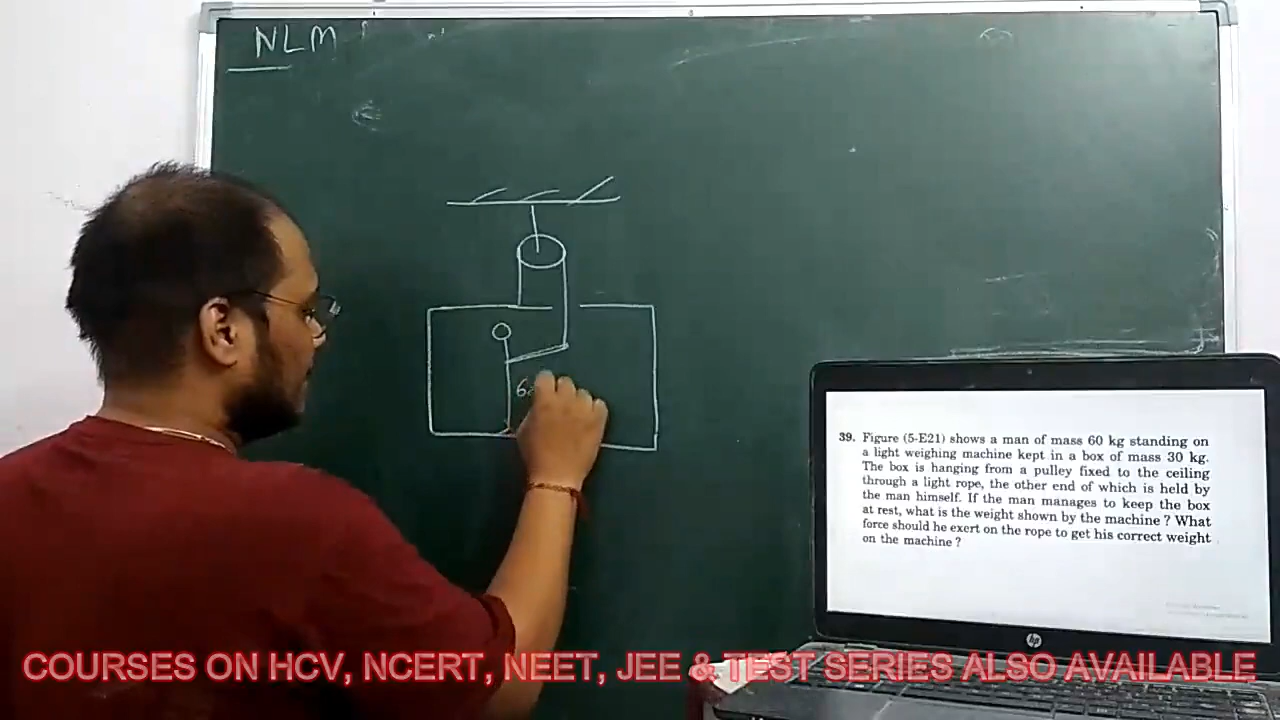 NLM
39. Figure (5-E21) shows a man of mass 60 kg standing on
a light weighing machine kept in a box of mass 30 kg.
The box is hanging from a pulley fixed to the ceiling
through a light rope, the other end of which is held by
the man himself. If the man manages to keep the box
at rest, what is the weight shown by the machine ? What
force should he exert on the rope to get his correct weight
on the machine ?
hp
COURSES ON HCV, NCERT, NEET, JEE & TEST SERIES ALSO AVAILABLE